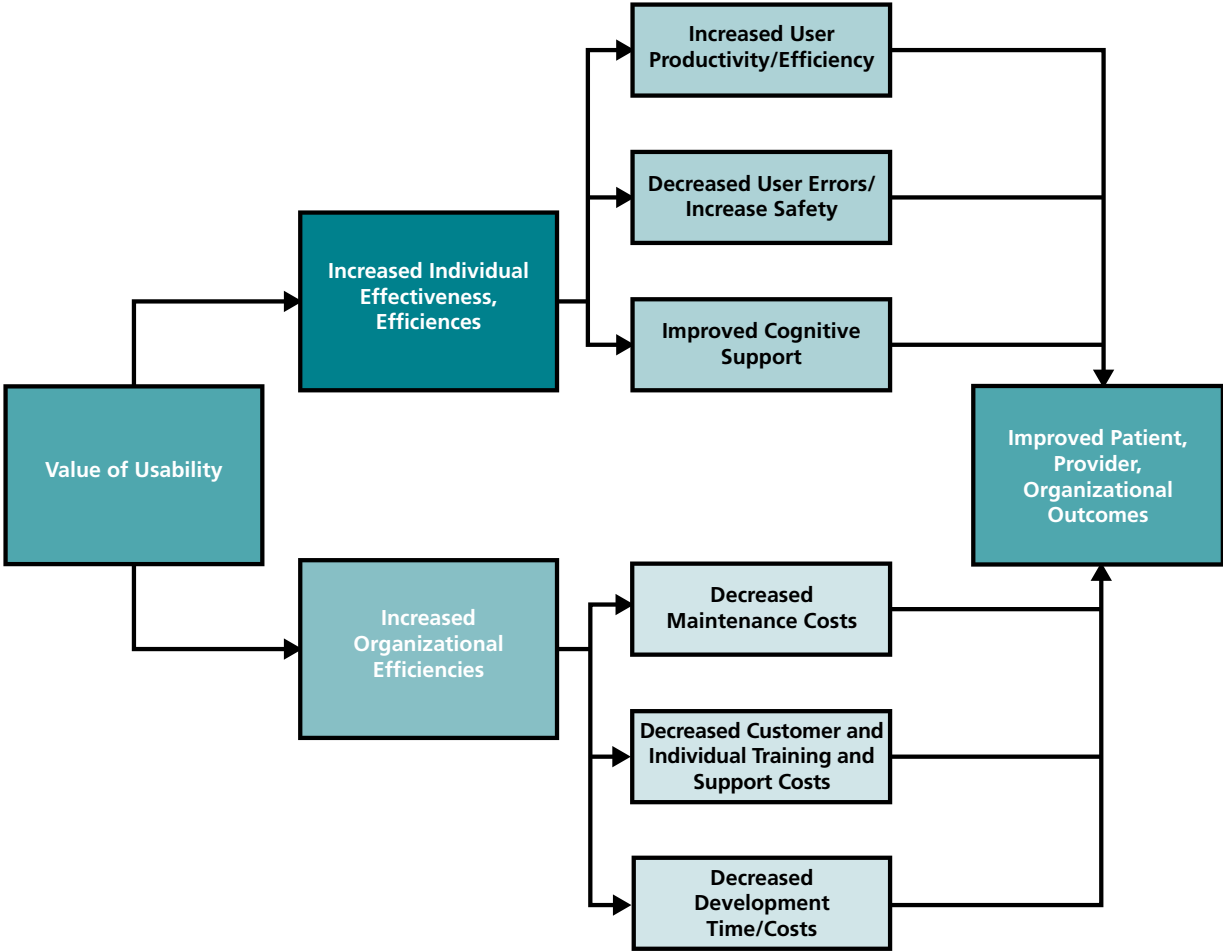 Increased User
Productivity/Efficiency
Decreased User Errors/
Increase Safety
Increased Individual
Effectiveness,
Efficiences
Improved Cognitive
Support
Value of Usability
Improved Patient,
Provider,
Organizational
Outcomes
Increased
Organizational
Efficiencies
Decreased
Maintenance Costs
Decreased Customer and
Individual Training and
Support Costs
Decreased
Development
Time/Costs